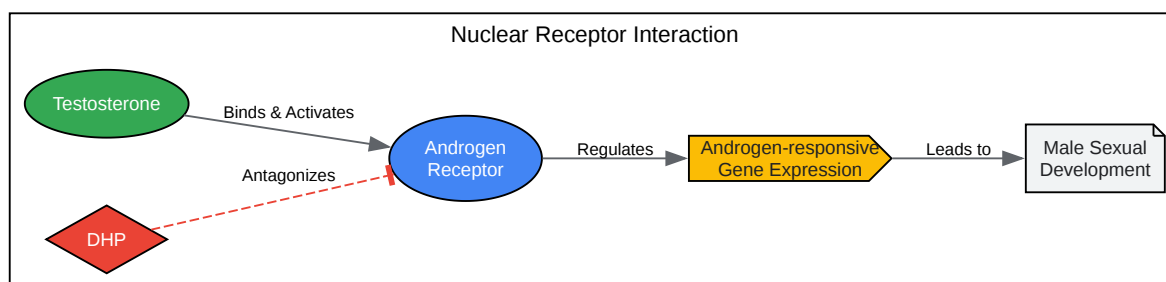 Nuclear Receptor Interaction
Testosterone
Binds & Activates
Androgen
Receptor
Regulates
Androgen-responsive
Gene Expression
Leads to
Male Sexual
Development
Antagonizes
DHP